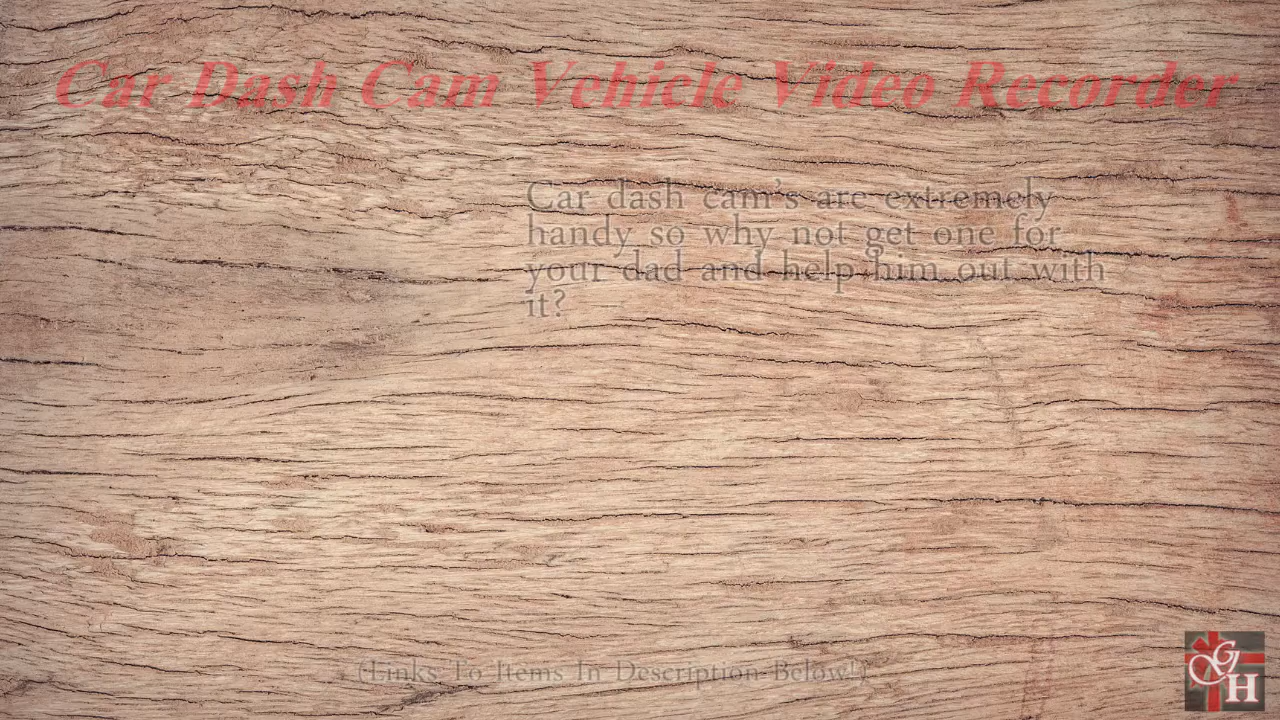 Car Dash Cam Vehicle Video Recorder
Car dash cam's are extremely
handy so why not get one for
your dad and help him out with
it?
(Links To Items In Description Below!)
GH